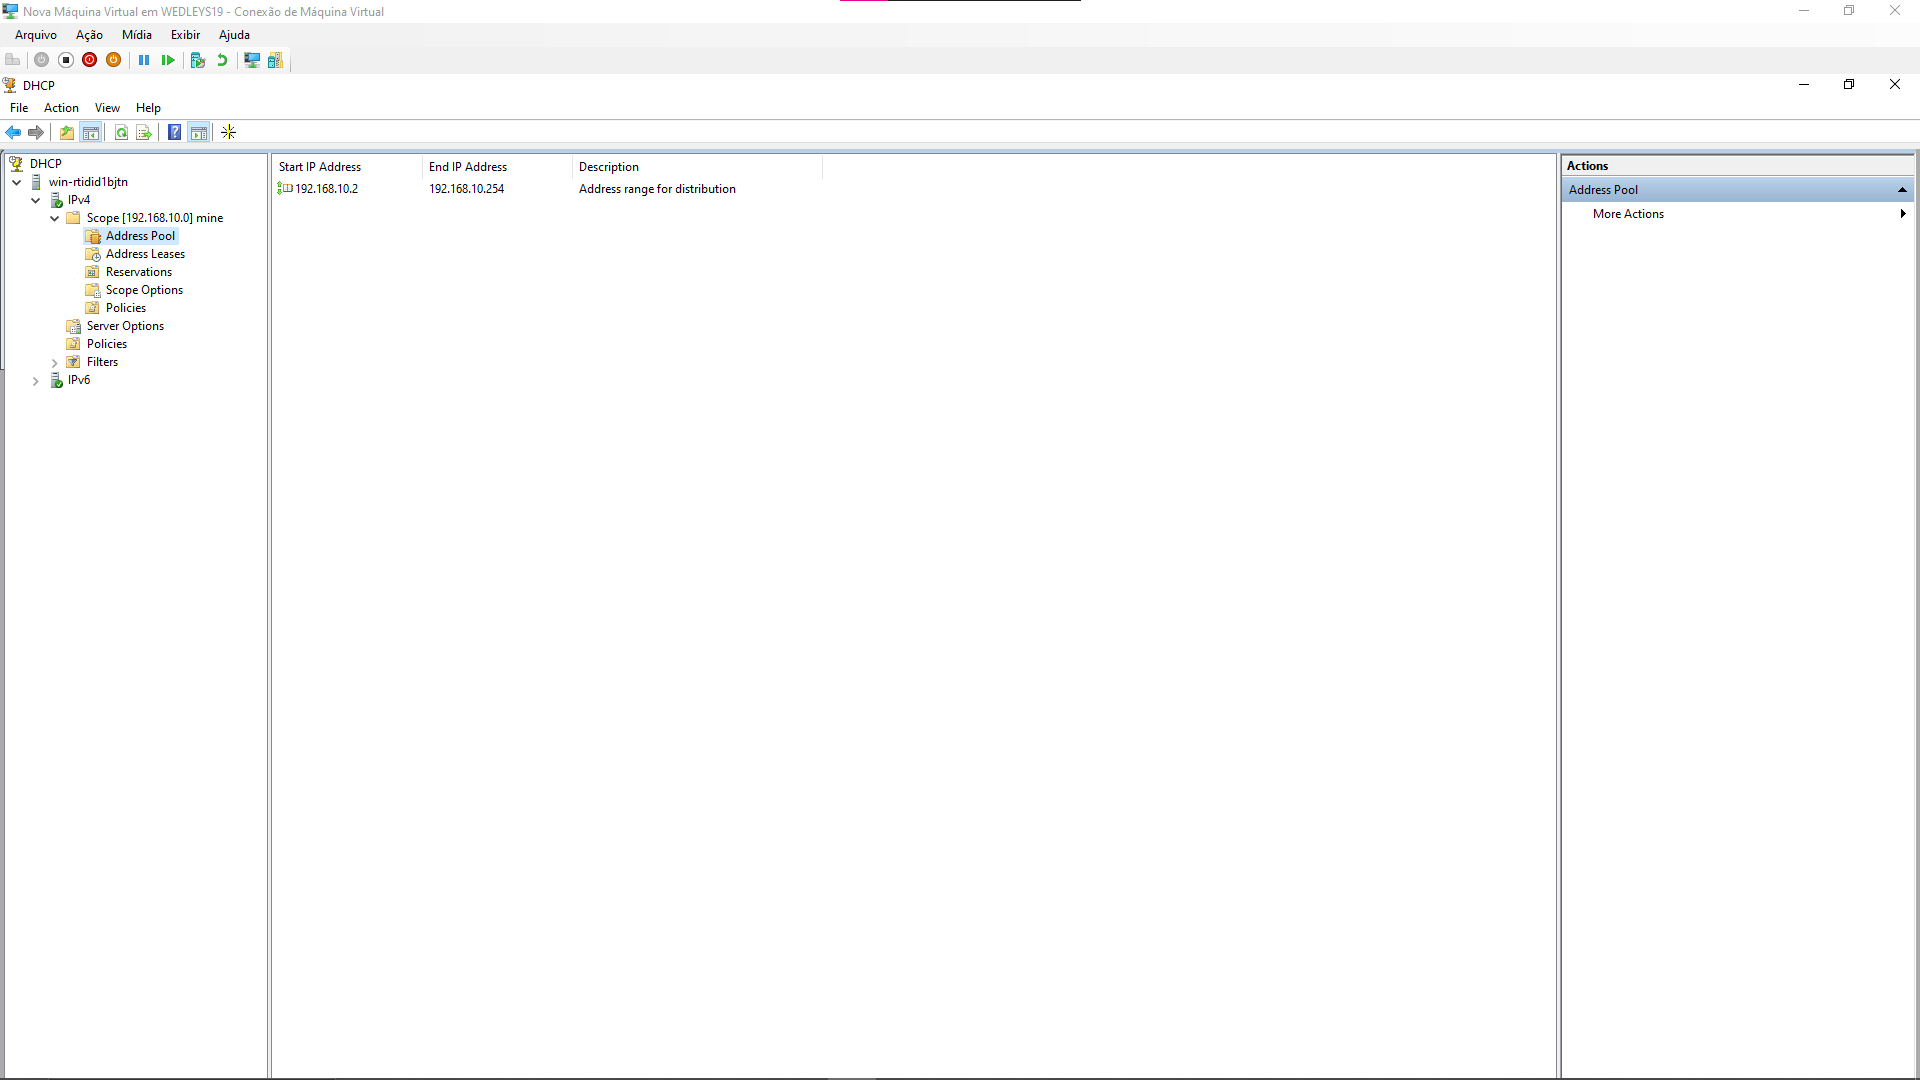 Nova Máquina Virtual em WEDLEYS19 - Conexão de Máquina Virtual
Arquivo Ação Mídia Exibir Ajuda
DHCP
File Action View Help
DHCP
win-rtidid1bjtn
IPv4
Scope [192.168.10.0] mine
Address Pool
Address Leases
Reservations
Scope Options
Policies
Server Options
Policies
Filters
IPv6
Start IP Address End IP Address Description
192.168.10.2 192.168.10.254 Address range for distribution
Actions
Address Pool
More Actions